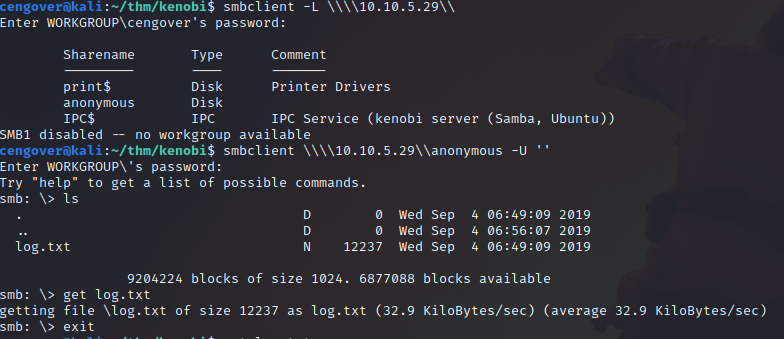 cengover@kali:~/thm/kenobi$ smbclient -L \\\\10.10.5.29\\
Enter WORKGROUP\cengover's password:
Sharename Type Comment
--------- ---- -------
print$ Disk Printer Drivers
anonymous Disk
IPC$ IPC IPC Service (kenobi server (Samba, Ubuntu))
SMB1 disabled -- no workgroup available
cengover@kali:~/thm/kenobi$ smbclient \\\\10.10.5.29\\anonymous -U ''
Enter WORKGROUP\'s password:
Try "help" to get a list of possible commands.
smb: \> ls
. D 0 Wed Sep 4 06:49:09 2019
.. D 0 Wed Sep 4 06:56:07 2019
log.txt N 12237 Wed Sep 4 06:49:09 2019
9204224 blocks of size 1024. 6877088 blocks available
smb: \> get log.txt
getting file \log.txt of size 12237 as log.txt (32.9 KiloBytes/sec) (average 32.9 KiloBytes/sec)
smb: \> exit